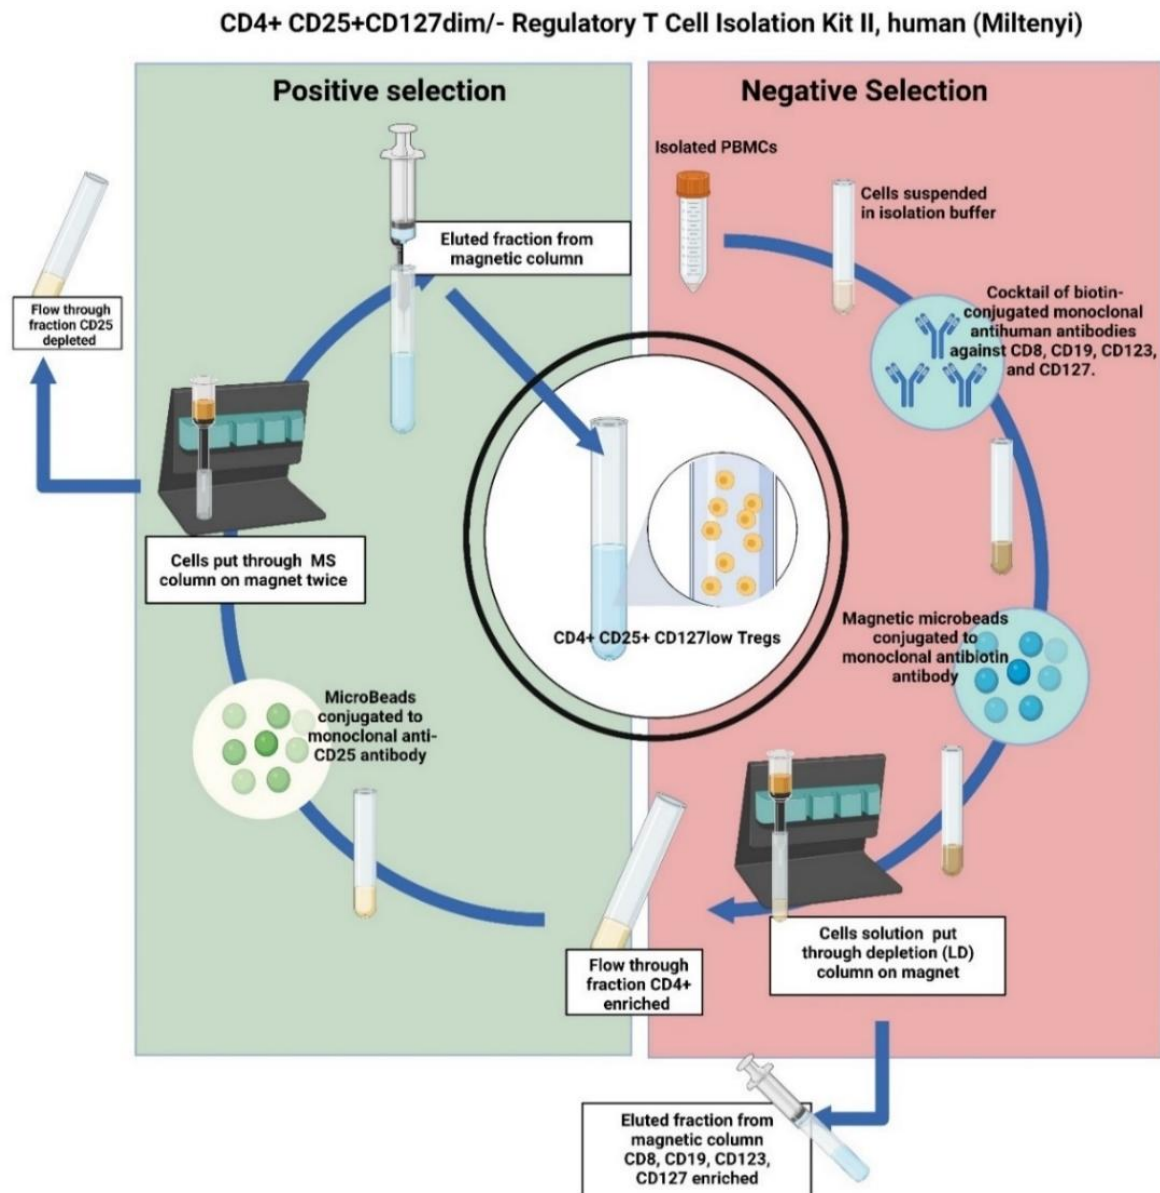 CD4+ CD25+CD127dim/- Regulatory T Cell Isolation Kit II, human (Miltenyi)
Positive selection
Negative Selection
Isolated PBMCs
Cells suspended
in isolation buffer
Cocktail of biotin-
conjugated monoclonal
antihuman antibodies
against CD8, CD19, CD123,
and CD127.
Magnetic microbeads
conjugated to
monoclonal antibiotin
antibody
Cells solution put
through depletion (LD)
column on magnet
Eluted fraction from
magnetic column
CD8, CD19, CD123,
CD127 enriched
Flow through
fraction CD4+
enriched
MicroBeads
conjugated to
monoclonal anti-
CD25 antibody
Cells put through MS
column on magnet twice
Flow through
fraction CD25
depleted
Eluted fraction from
magnetic column
CD4+ CD25+ CD127low Tregs